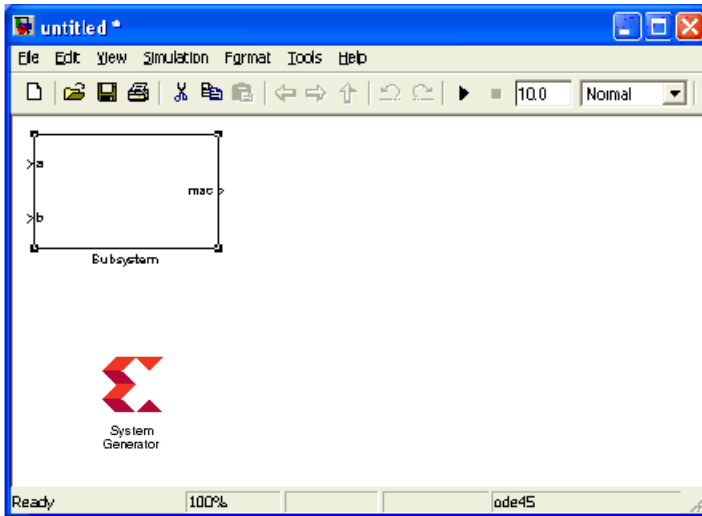 untitled *
File Edit View Simulation Format Tools Help
10.0 Normal
a
mac
b
Subsystem
System
Generator
Ready 100% ode45